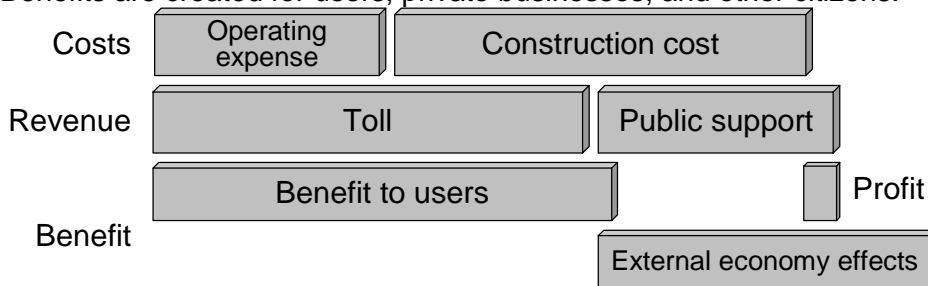 Benefits are created for users, private businesses, and other citizens.
Costs
Operating
expense
Construction cost
Revenue
Toll
Public support
Benefit to users
Profit
Benefit
External economy effects